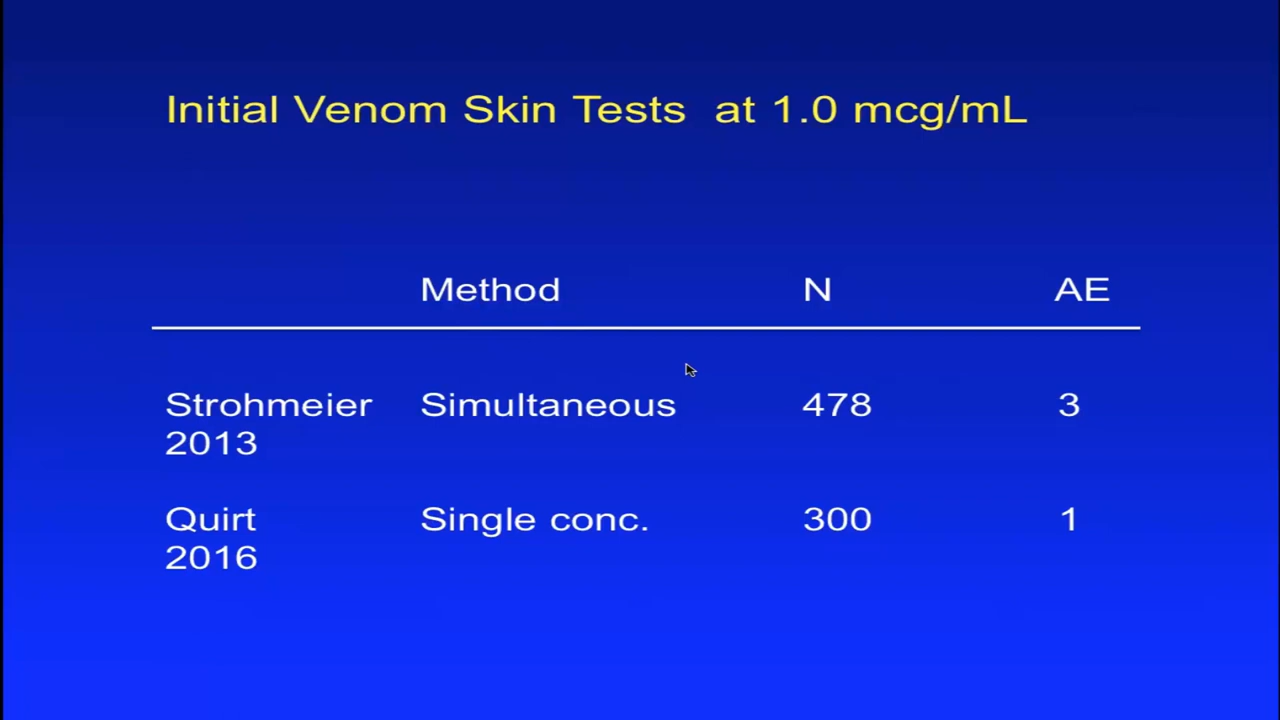 Initial Venom Skin Tests at 1.0 mcg/mL
Method N AE
Strohmeier Simultaneous 478 3
2013
Quirt Single conc. 300 1
2016